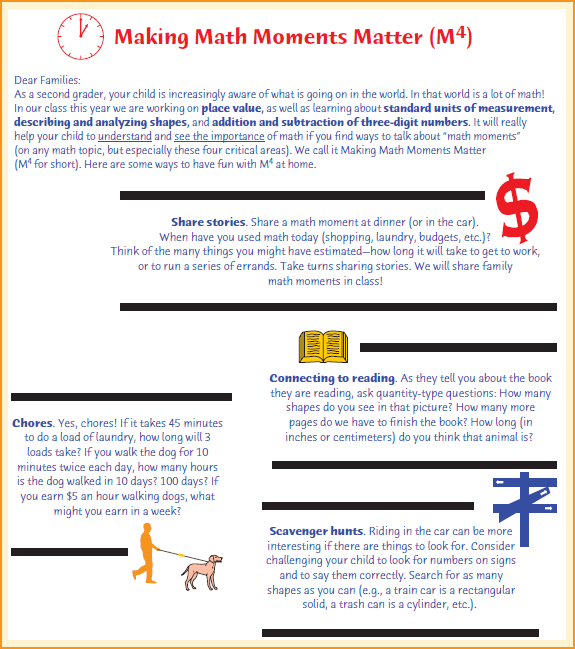 Making Math Moments Matter (M⁴)
Dear Families:
As a second grader, your child is increasingly aware of what is going on in the world. In that world is a lot of math!
In our class this year we are working on place value, as well as learning about standard units of measurement,
describing and analyzing shapes, and addition and subtraction of three-digit numbers. It will really
help your child to understand and see the importance of math if you find ways to talk about “math moments”
(on any math topic, but especially these four critical areas). We call it Making Math Moments Matter
(M⁴ for short). Here are some ways to have fun with M⁴ at home.
Share stories. Share a math moment at dinner (or in the car).
When have you used math today (shopping, laundry, budgets, etc.)?
Think of the many things you might have estimated—how long it will take to get to work,
or to run a series of errands. Take turns sharing stories. We will share family
math moments in class!
Connecting to reading. As they tell you about the book
they are reading, ask quantity-type questions: How many
shapes do you see in that picture? How many more
pages do we have to finish the book? How long (in
inches or centimeters) do you think that animal is?
Chores. Yes, chores! If it takes 45 minutes
to do a load of laundry, how long will 3
loads take? If you walk the dog for 10
minutes twice each day, how many hours
is the dog walked in 10 days? 100 days? If
you earn $5 an hour walking dogs, what
might you earn in a week?
Scavenger hunts. Riding in the car can be more
interesting if there are things to look for. Consider
challenging your child to look for numbers on signs
and to say them correctly. Search for as many
shapes as you can (e.g., a train car is a rectangular
solid, a trash can is a cylinder, etc.).